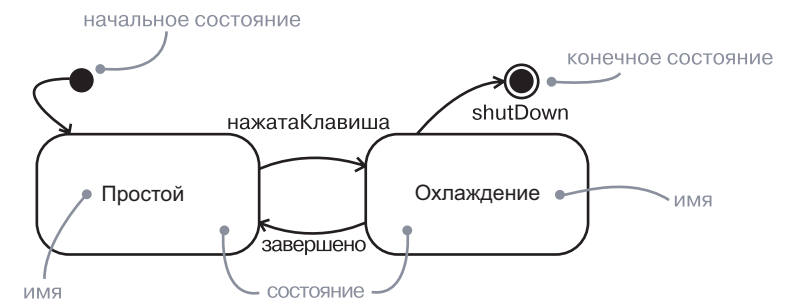 начальное состояние
конечное состояние
shutDown
нажатаКлавиша
Простой
Охлаждение
имя
завершено
имя
состояние